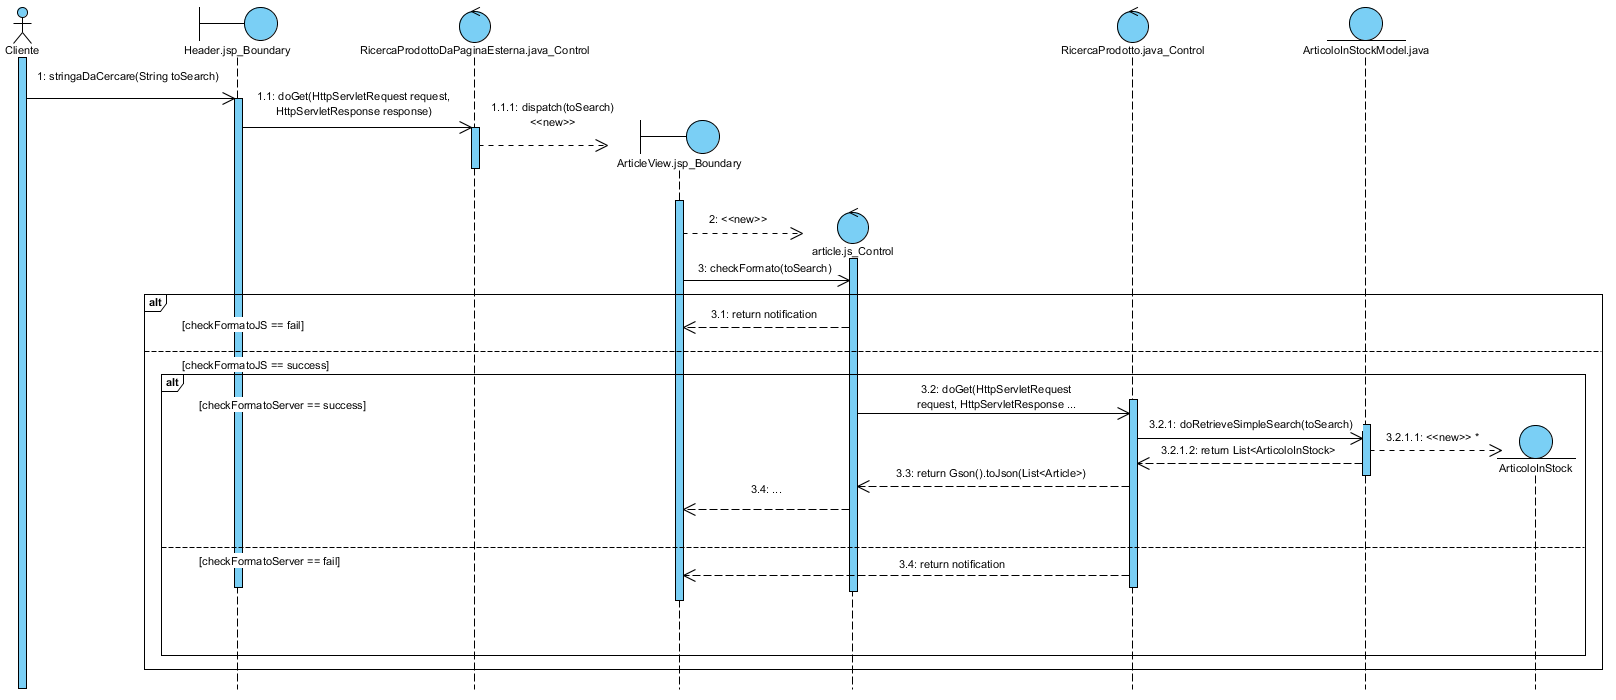 Cliente
Header.jsp_Boundary
RicercaProdottoDaPaginaEsterna.java_Control
RicercaProdotto.java_Control
ArticoloInStockModel.java
1: stringaDaCercare(String toSearch)
1.1: doGet(HttpServletRequest request,
HttpServletResponse response)
1.1.1: dispatch(toSearch)
<<new>>
ArticleView.jsp_Boundary
2: <<new>>
article.js_Control
3: checkFormato(toSearch)
alt
[checkFormatoJS == fail]
3.1: return notification
[checkFormatoJS == success]
alt
[checkFormatoServer == success]
3.2: doGet(HttpServletRequest
request, HttpServletResponse ...
3.2.1: doRetrieveSimpleSearch(toSearch)
3.2.1.1: <<new>> *
3.2.1.2: return List<ArticoloInStock>
ArticoloInStock
3.3: return Gson().toJson(List<Article>)
3.4: ...
[checkFormatoServer == fail]
3.4: return notification